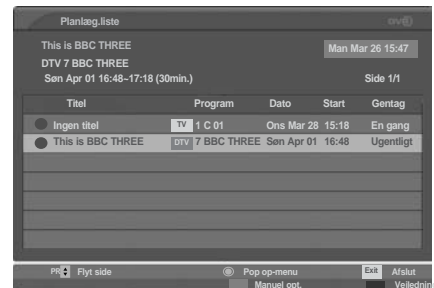 Planlæg.liste
This is BBC THREE
Man Mar 26 15:47
DTV 7 BBC THREE
Søn Apr 01 16:48~17:18 (30min.)
Side 1/1
Titel Program Dato Start Gentag
Ingen titel TV 1 C 01 Ons Mar 28 15:18 En gang
This is BBC THREE DTV 7 BBC THREE Søn Apr 01 16:48 Ugentligt
PR Flyt side Pop op-menu Exit Afslut
Manuel opt. Vejlednin